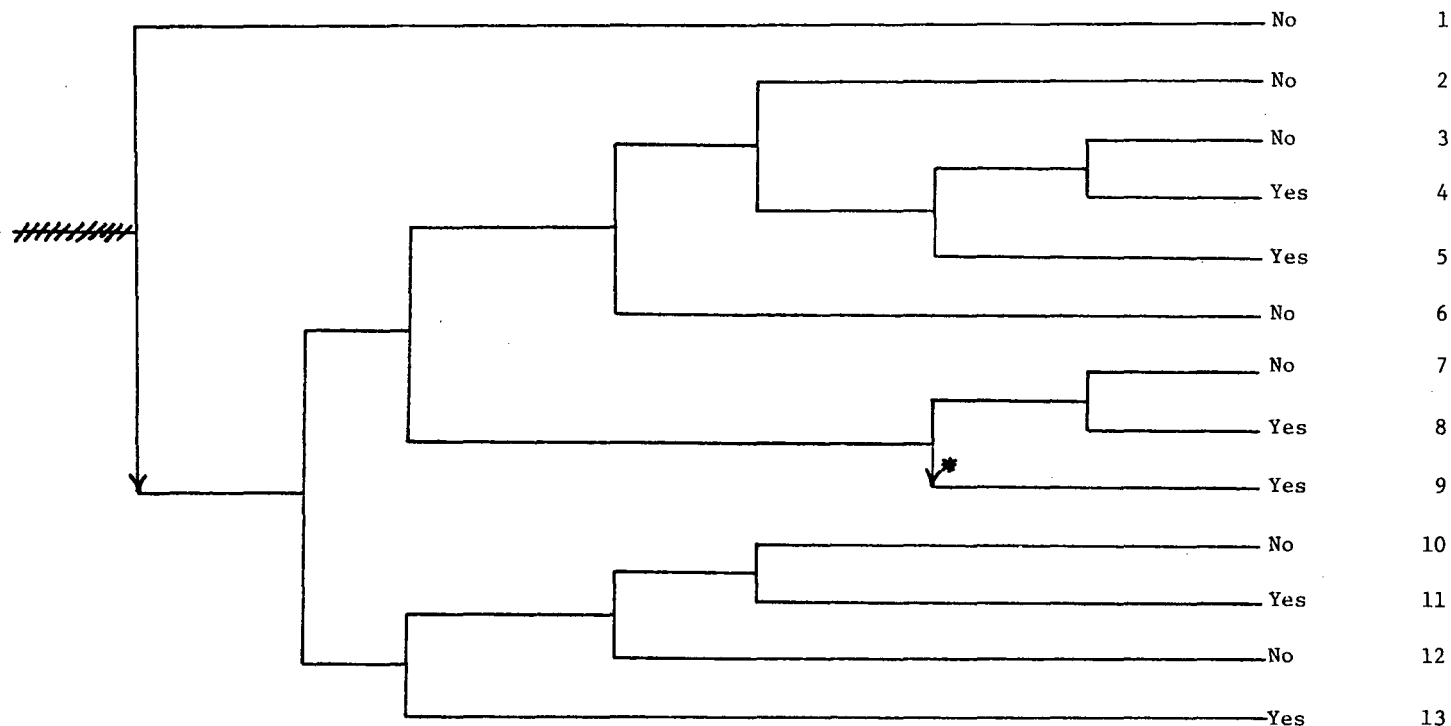 No 1
No 2
No 3
Yes 4
Yes 5
No 6
No 7
Yes 8
*
Yes 9
No 10
Yes 11
No 12
Yes 13